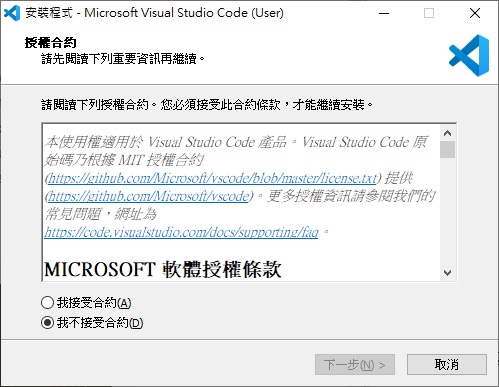 安裝程式 - Microsoft Visual Studio Code (User)
授權合約
請先閱讀下列重要資訊再繼續。
請閱讀下列授權合約。您必須接受此合約條款，才能繼續安裝。
本使用權適用於 Visual Studio Code 產品。Visual Studio Code 原
始碼乃根據 MIT 授權合約
(https://github.com/Microsoft/vscode/blob/master/license.txt) 提供
(https://github.com/Microsoft/vscode)。更多授權資訊請參閱我們的
常見問題，網址為
https://code.visualstudio.com/docs/supporting/faq。
MICROSOFT 軟體授權條款
我接受合約(A)
我不接受合約(D)
下一步(N) >
取消